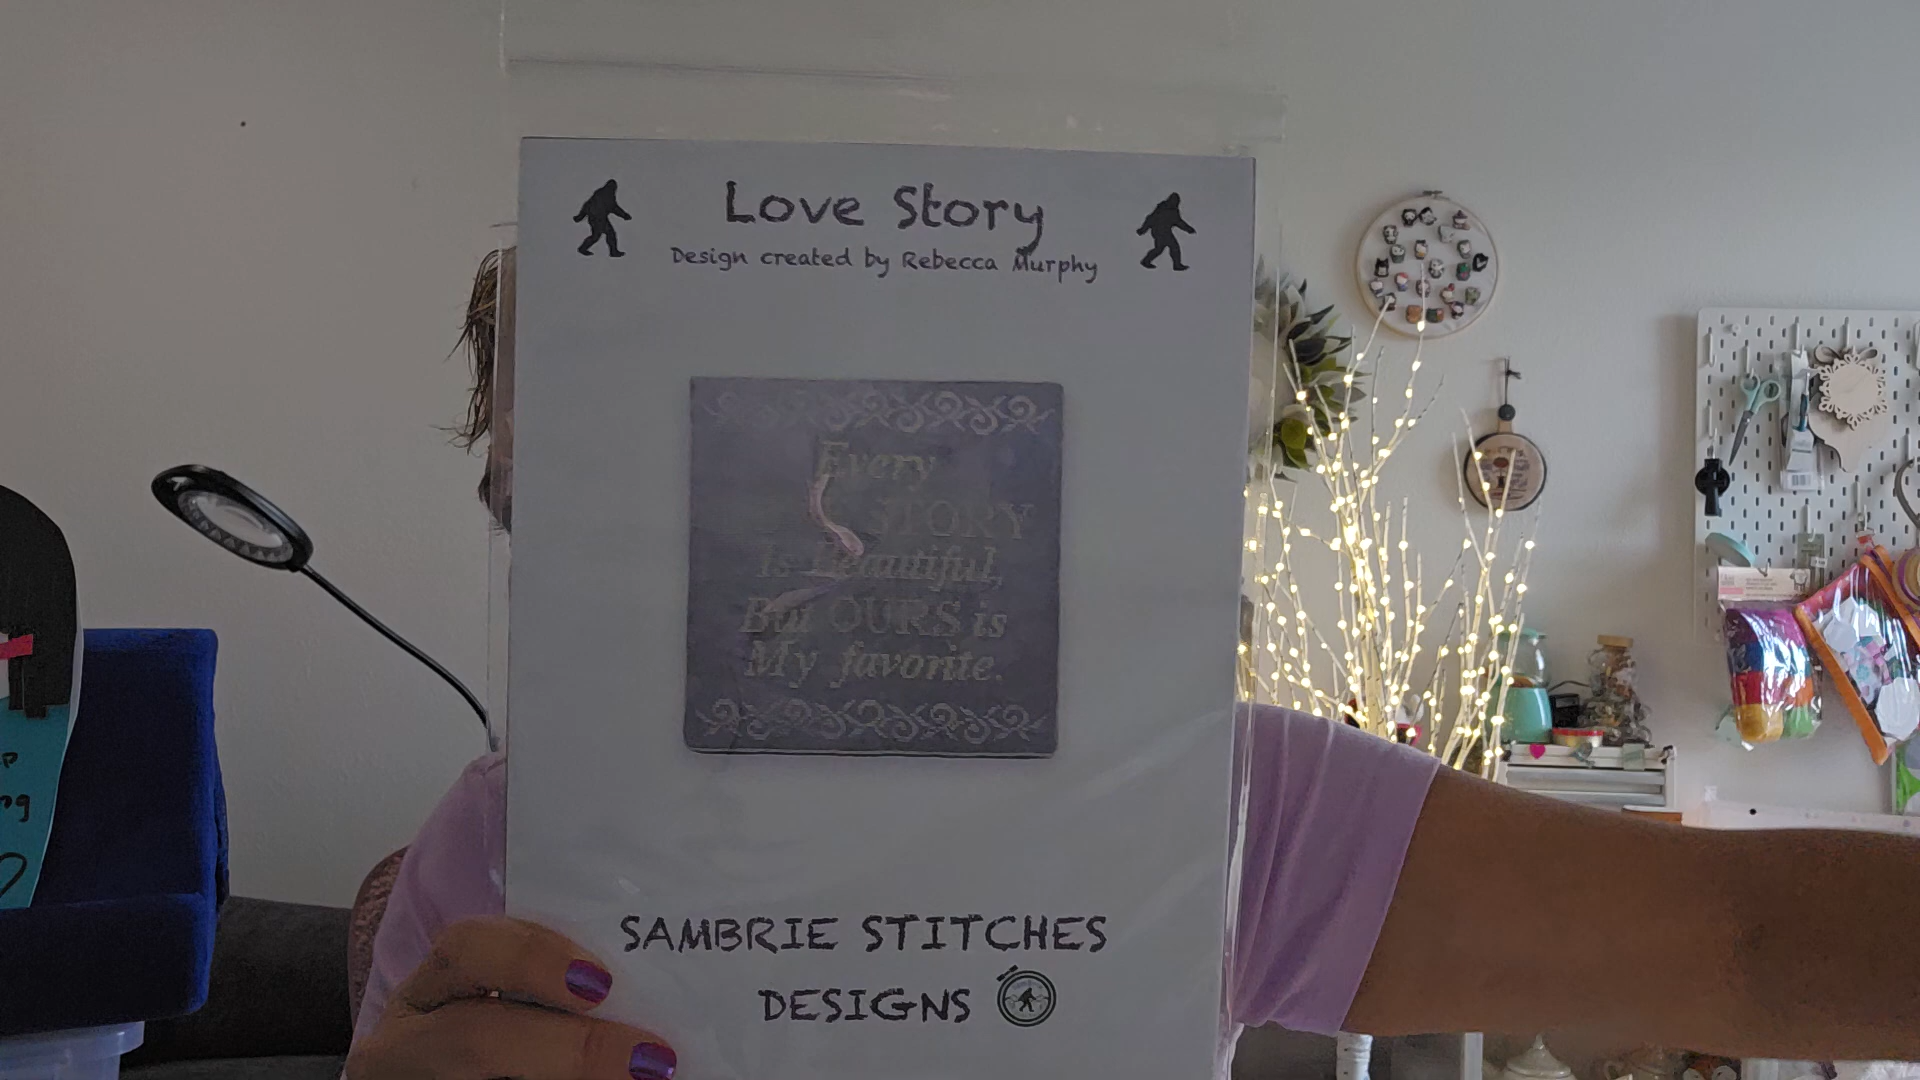 Love Story
Design created by Rebecca Murphy
Every
STORY
Is Beautiful,
But OURS is
My favorite.
SAMBRIE STITCHES
DESIGNS